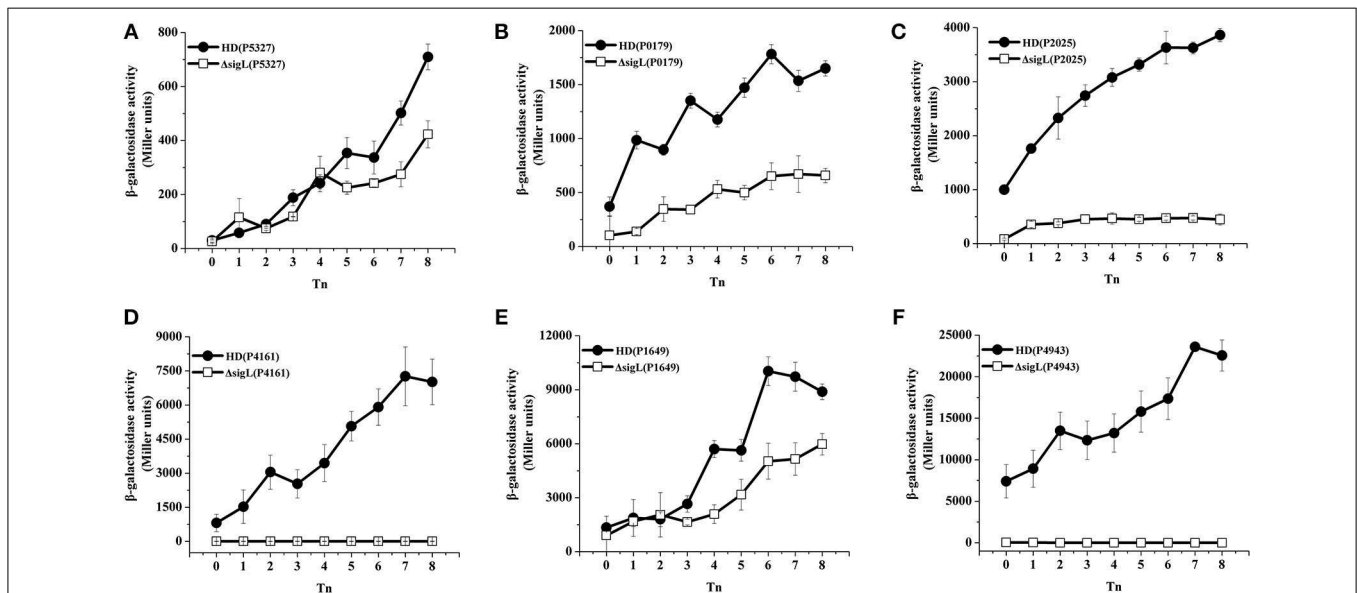 A
HD(P5327)
ΔsigL(P5327)
β-galactosidase activity
(Miller units)
800
600
400
200
0
0 1 2 3 4 5 6 7 8
Tn
B
HD(P0179)
ΔsigL(P0179)
β-galactosidase activity
(Miller units)
2000
1500
1000
500
0
0 1 2 3 4 5 6 7 8
Tn
C
HD(P2025)
ΔsigL(P2025)
β-galactosidase activity
(Miller units)
4000
3000
2000
1000
0
0 1 2 3 4 5 6 7 8
Tn
D
HD(P4161)
ΔsigL(P4161)
β-galactosidase activity
(Miller units)
9000
7500
6000
4500
3000
1500
0
0 1 2 3 4 5 6 7 8
Tn
E
HD(P1649)
ΔsigL(P1649)
β-galactosidase activity
(Miller units)
12000
9000
6000
3000
0
0 1 2 3 4 5 6 7 8
Tn
F
HD(P4943)
ΔsigL(P4943)
β-galactosidase activity
(Miller units)
25000
20000
15000
10000
5000
0
0 1 2 3 4 5 6 7 8
Tn